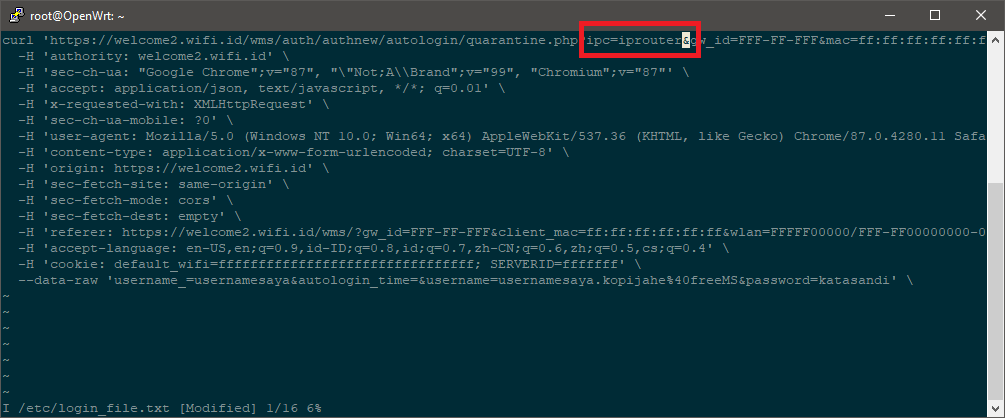 root@OpenWrt: ~
curl 'https://welcome2.wifi.id/wms/auth/authnew/autologin/quarantine.php?ipc=iprouter&gw_id=FFF-FF-FFF&mac=ff:ff:ff:ff:ff:f
-H 'authority: welcome2.wifi.id' \
-H 'sec-ch-ua: "Google Chrome";v="87", "\"Not;A\\Brand";v="99", "Chromium";v="87"' \
-H 'accept: application/json, text/javascript, */*; q=0.01' \
-H 'x-requested-with: XMLHttpRequest' \
-H 'sec-ch-ua-mobile: ?0' \
-H 'user-agent: Mozilla/5.0 (Windows NT 10.0; Win64; x64) AppleWebKit/537.36 (KHTML, like Gecko) Chrome/87.0.4280.11 Safa
-H 'content-type: application/x-www-form-urlencoded; charset=UTF-8' \
-H 'origin: https://welcome2.wifi.id' \
-H 'sec-fetch-site: same-origin' \
-H 'sec-fetch-mode: cors' \
-H 'sec-fetch-dest: empty' \
-H 'referer: https://welcome2.wifi.id/wms/?gw_id=FFF-FF-FFF&client_mac=ff:ff:ff:ff:ff:ff&wlan=FFFFF00000/FFF-FF00000000-0
-H 'accept-language: en-US,en;q=0.9,id-ID;q=0.8,id;q=0.7,zh-CN;q=0.6,zh;q=0.5,cs;q=0.4' \
-H 'cookie: default_wifi=ffffffffffffffffffffffffffffffff; SERVERID=fffffff' \
--data-raw 'username_=usernamesaya&autologin_time=&username=usernamesaya.kopijahe%40freeMS&password=katasandi' \
~
~
~
~
~
~
~
I /etc/login_file.txt [Modified] 1/16 6%